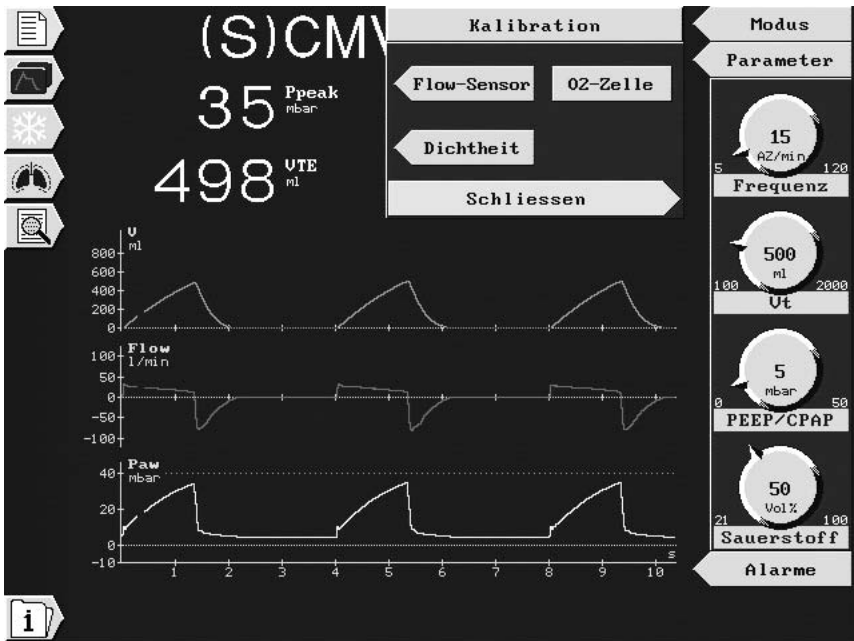 (S)CMV
35 Ppeak
mbar
498 VTE
ml
Kalibration
Flow-Sensor
O2-Zelle
Dichtheit
Schliessen
Modus
Parameter
15
AZ/min
5 120
Frequenz
500
ml
100 2000
Vt
5
mbar
0 50
PEEP/CPAP
50
Vol%
21 100
Sauerstoff
Alarme
V
ml
800
600
400
200
0
Flow
l/min
100
50
0
-50
-100
Paw
mbar
40
20
0
-10
s
1 2 3 4 5 6 7 8 9 10
i